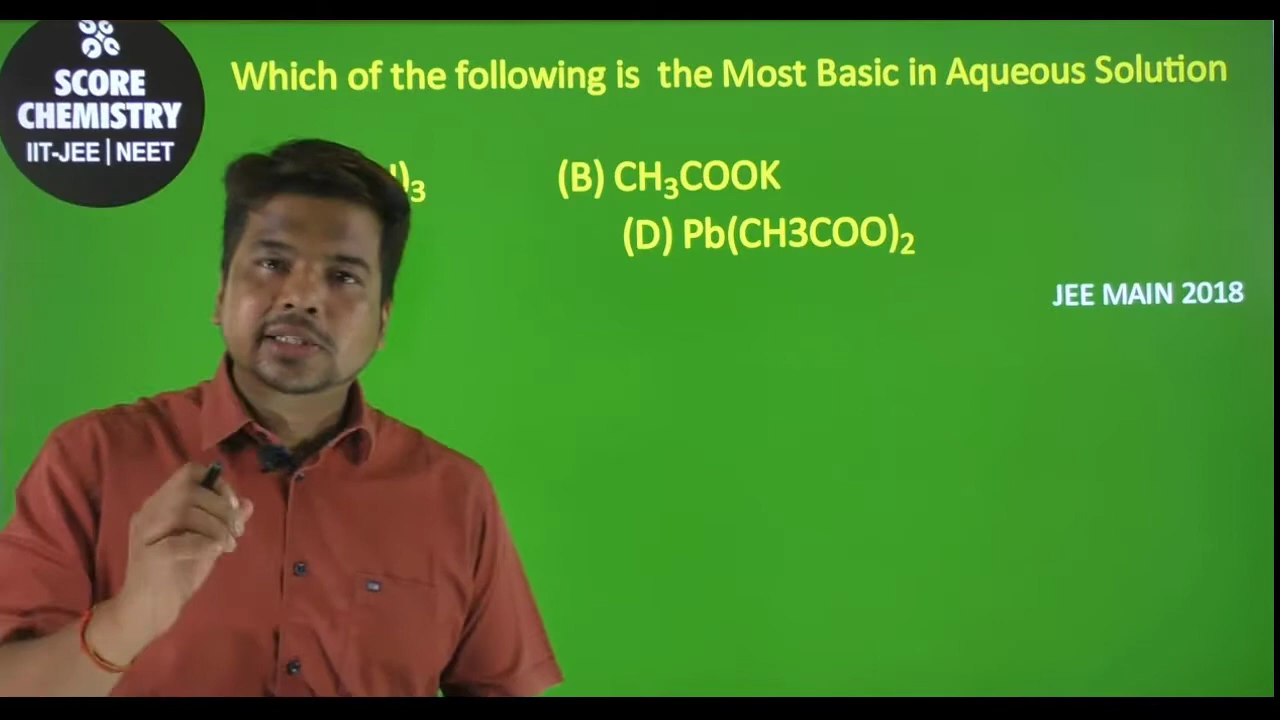 SCORE
CHEMISTRY
IIT-JEE | NEET
Which of the following is the Most Basic in Aqueous Solution
)₃ (B) CH₃COOK
(D) Pb(CH3COO)₂
JEE MAIN 2018